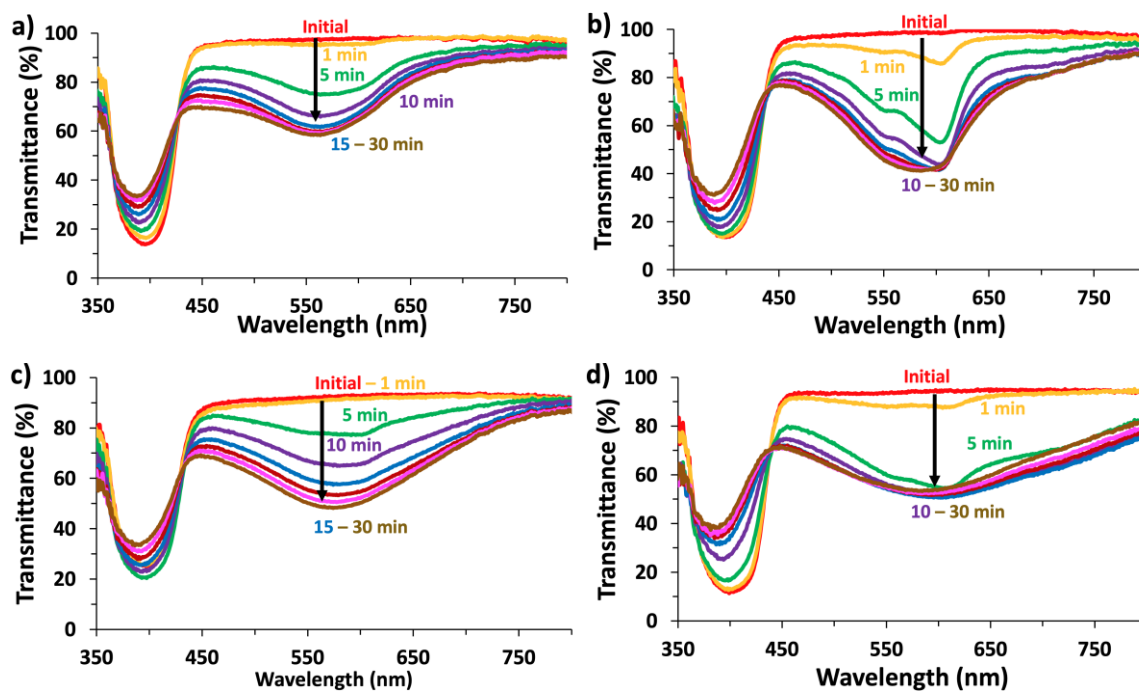 a)
Transmittance (%)
100
80
60
40
20
0
Initial
1 min
5 min
10 min
15 – 30 min
350 450 550 650 750
Wavelength (nm)
b)
Transmittance (%)
100
80
60
40
20
0
Initial
1 min
5 min
10 – 30 min
350 450 550 650 750
Wavelength (nm)
c)
Transmittance (%)
100
80
60
40
20
0
Initial – 1 min
5 min
10 min
15 – 30 min
350 450 550 650 750
Wavelength (nm)
d)
Transmittance (%)
100
80
60
40
20
0
Initial
1 min
5 min
10 – 30 min
350 450 550 650 750
Wavelength (nm)